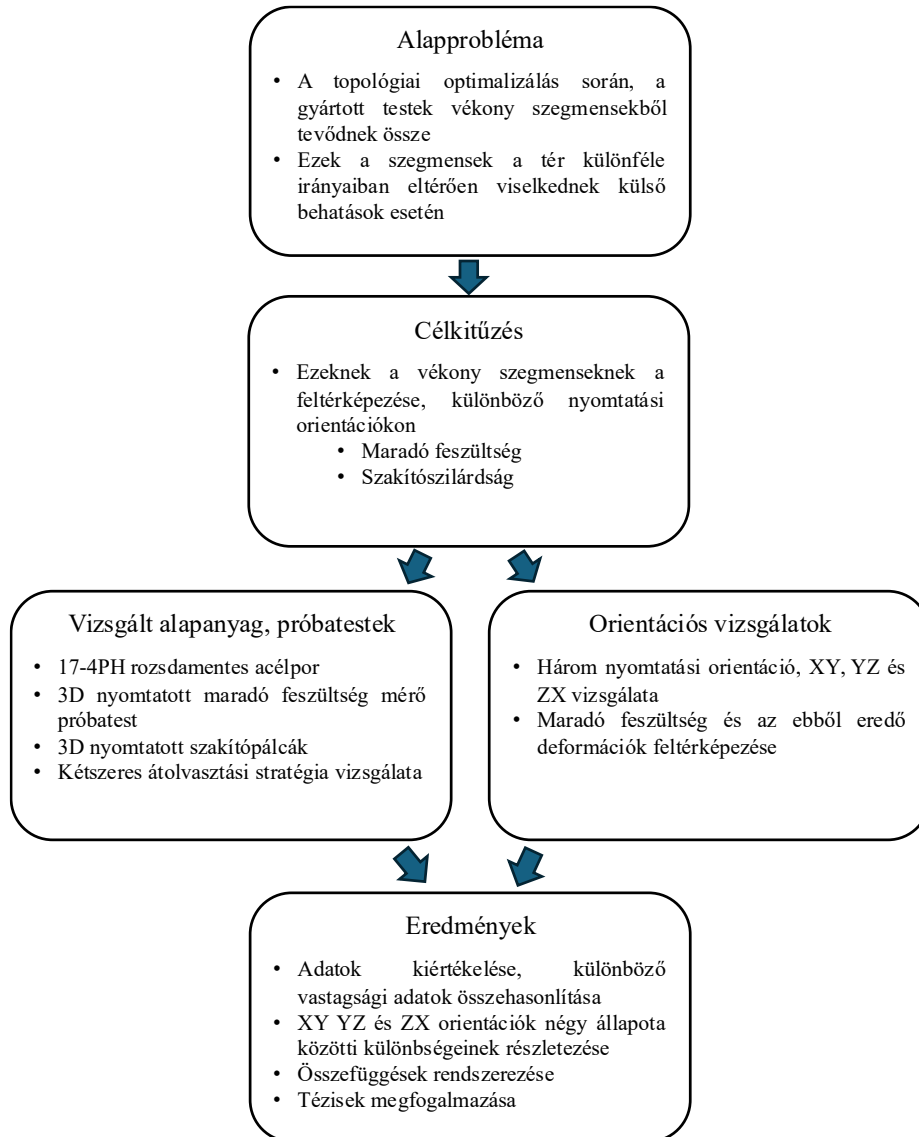 Alapprobléma
• A topológiai optimalizálás során, a
gyártott testek vékony szegmensekből
tevődnek össze
• Ezek a szegmensek a tér különféle
irányaiban eltérően viselkednek külső
behatások esetén
Célkitűzés
• Ezeknek a vékony szegmenseknek a
feltérképezése, különböző nyomtatási
orientációkon
• Maradó feszültség
• Szakítószilárdság
Vizsgált alapanyag, próbatestek
• 17-4PH rozsdamentes acélpor
• 3D nyomtatott maradó feszültség mérő
próbatest
• 3D nyomtatott szakítópálcák
• Kétszeres átolvasztási stratégia vizsgálata
Orientációs vizsgálatok
• Három nyomtatási orientáció, XY, YZ és
ZX vizsgálata
• Maradó feszültség és az ebből eredő
deformációk feltérképezése
Eredmények
• Adatok kiértékelése, különböző
vastagsági adatok összehasonlítása
• XY YZ és ZX orientációk négy állapota
közötti különbségeinek részletezése
• Összefüggések rendszerezése
• Tézisek megfogalmazása